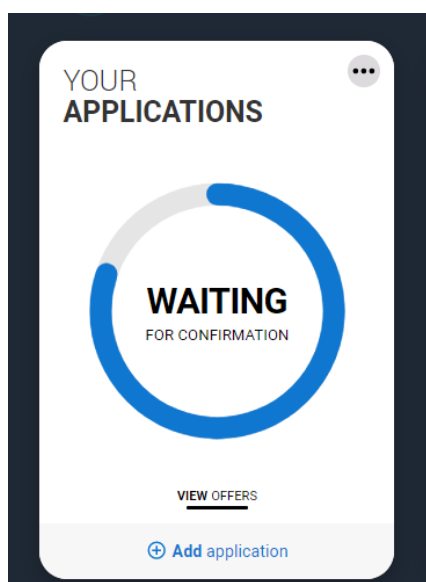 YOUR
APPLICATIONS
WAITING
FOR CONFIRMATION
VIEW OFFERS
Add application